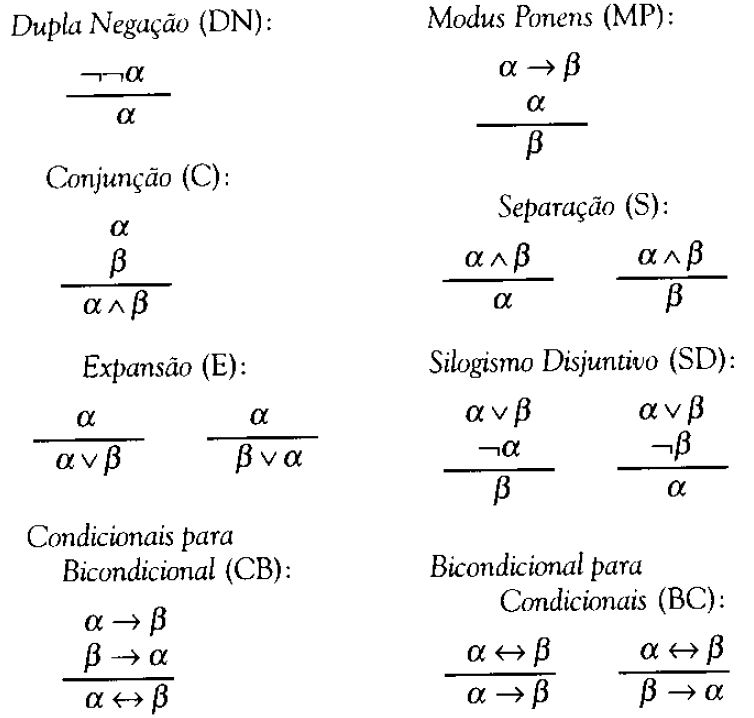 Dupla Negação (DN):
¬¬α
α
Modus Ponens (MP):
α → β
α
β
Conjunção (C):
α
β
α ∧ β
Separação (S):
α ∧ β α ∧ β
α β
Expansão (E):
α α
α ∨ β β ∨ α
Silogismo Disjuntivo (SD):
α ∨ β α ∨ β
¬α ¬β
β α
Condicionais para
Bicondicional (CB):
α → β
β → α
α ↔ β
Bicondicional para
Condicionais (BC):
α ↔ β α ↔ β
α → β β → α